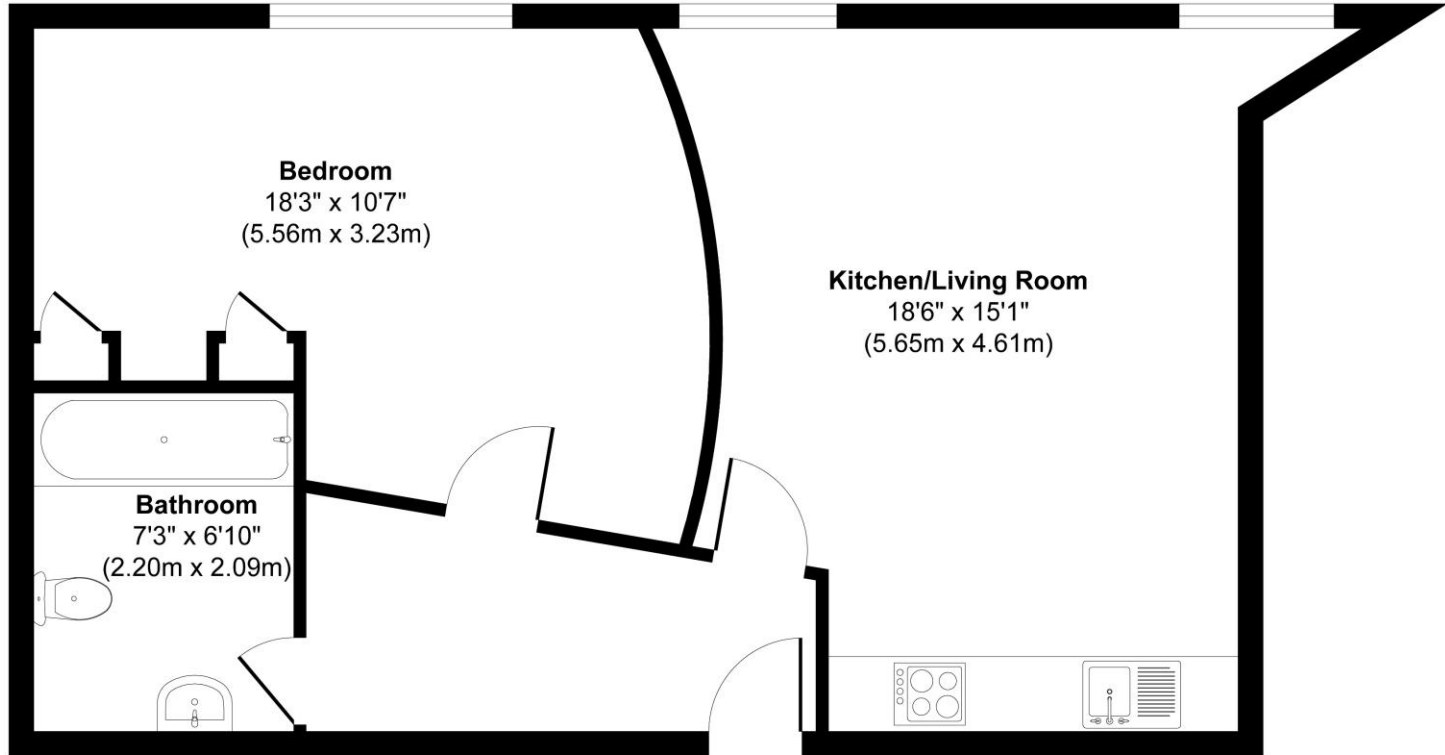 Bedroom
18'3" x 10'7"
(5.56m x 3.23m)
Kitchen/Living Room
18'6" x 15'1"
(5.65m x 4.61m)
Bathroom
7'3" x 6'10"
(2.20m x 2.09m)